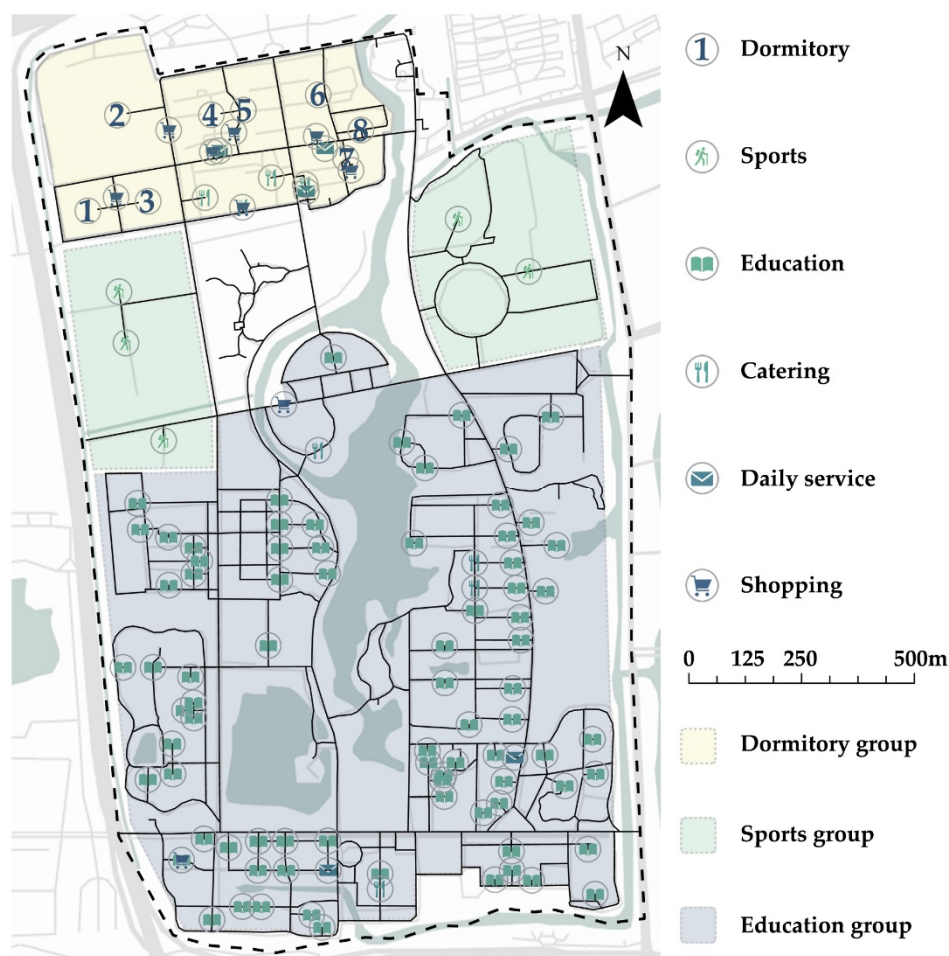 N
6
2
4
5
8
7
1
3
1 Dormitory
Sports
Education
Catering
Daily service
Shopping
0 125 250 500m
Dormitory group
Sports group
Education group